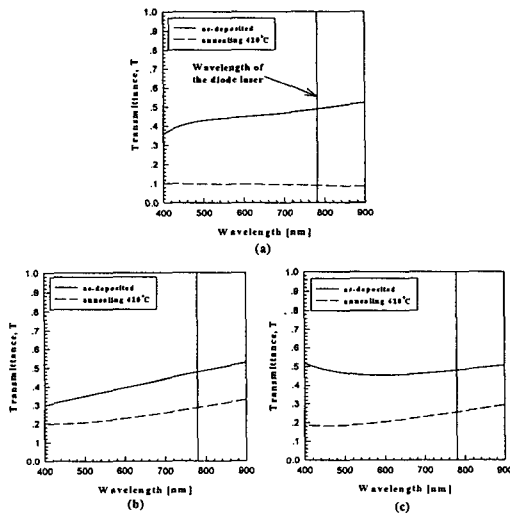 1.0
.9
.8
.7
.6
.5
.4
.3
.2
.1
0.0
Transmittance, T
as-deposited
annealing 410°C
Wavelength of
the diode laser
400 500 600 700 800 900
Wavelength [nm]
(a)
1.0
.9
.8
.7
.6
.5
.4
.3
.2
.1
0.0
Transmittance, T
as-deposited
annealing 410°C
400 500 600 700 800 900
Wavelength [nm]
(b)
1.0
.9
.8
.7
.6
.5
.4
.3
.2
.1
0.0
Transmittance, T
as-deposited
annealing 410°C
400 500 600 700 800 900
Wavelength [nm]
(c)